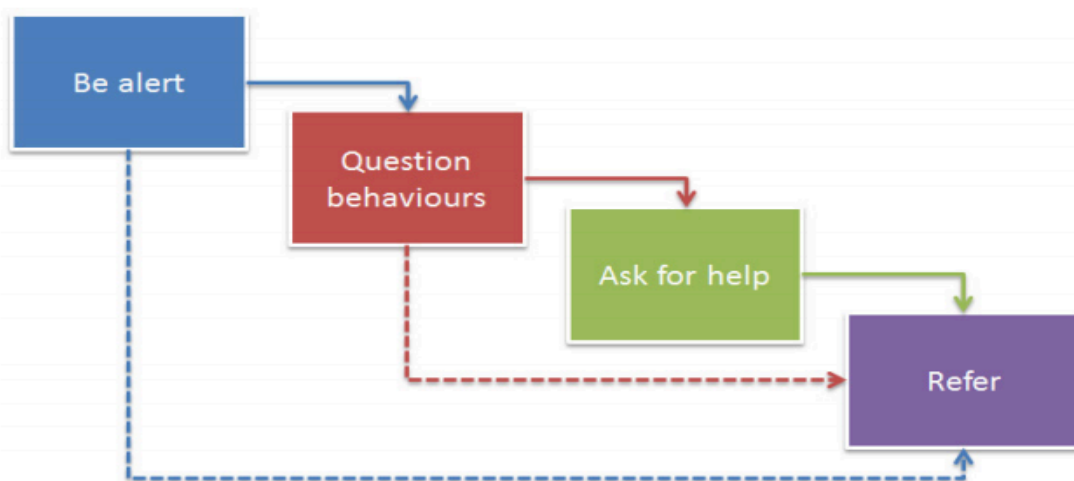 Be alert
Question
behaviours
Ask for help
Refer